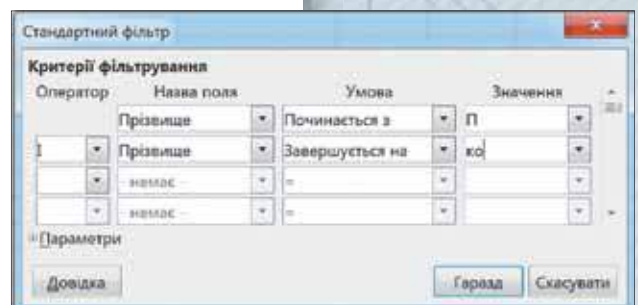 Стандартний фільтр
Критерії фільтрування
Оператор Назва поля Умова Значення
Прізвище Починається з П
І Прізвище Завершується на ко
- немає - =
- немає - =
Параметри
Довідка Гаразд Скасувати